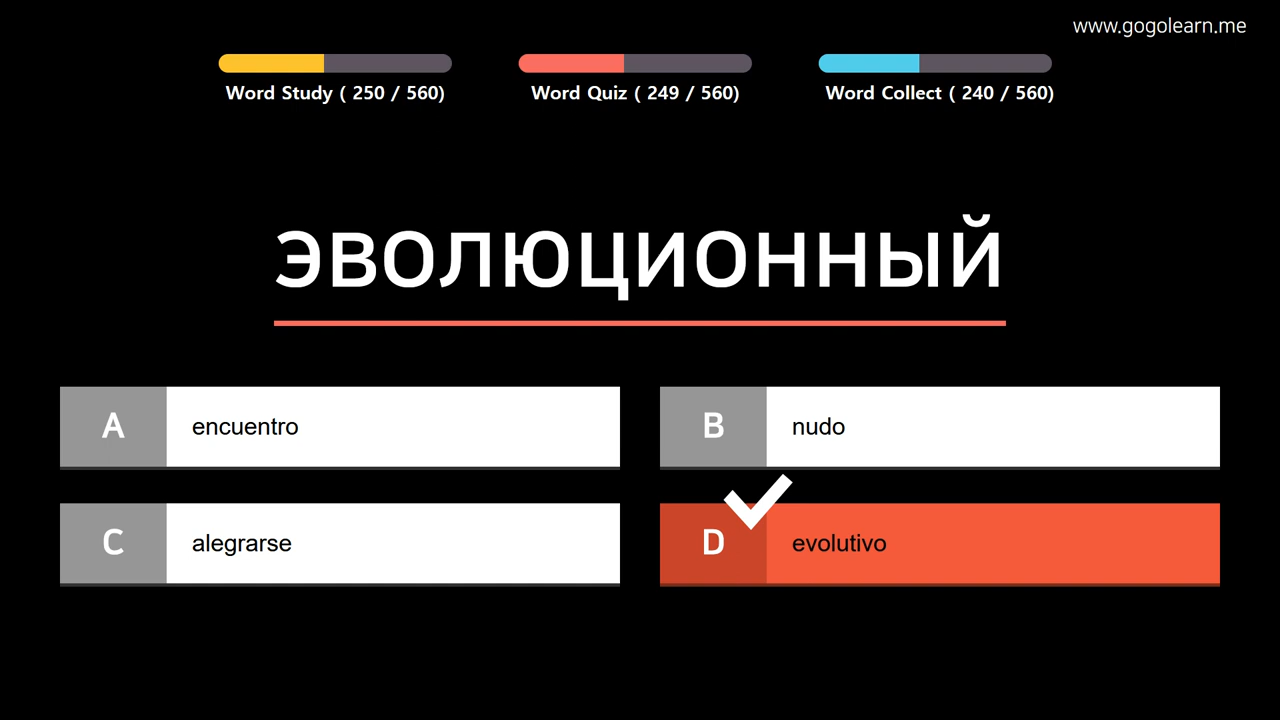 www.gogolearn.me
Word Study ( 250 / 560)
Word Quiz ( 249 / 560)
Word Collect ( 240 / 560)
эволюционный
A encuentro
B nudo
C alegrarse
D evolutivo